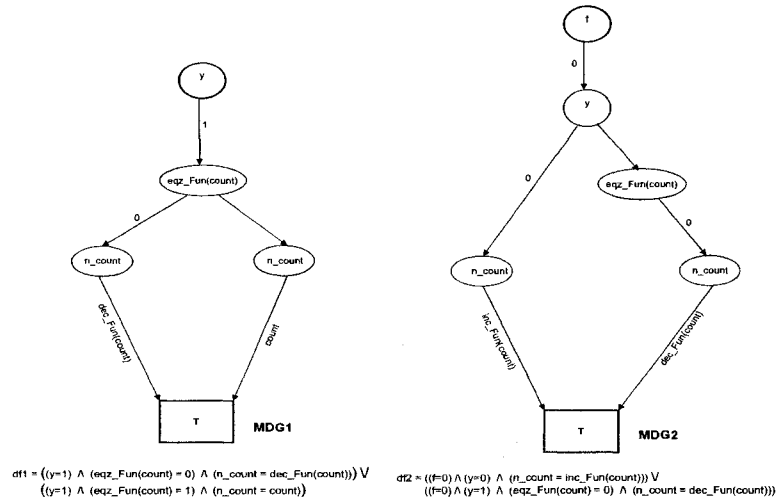 f
0
y
y
1
eqz_Fun(count)
eqz_Fun(count)
0
0
0
n_count
n_count
n_count
n_count
dec_Fun(count)
count
inc_Fun(count)
dec_Fun(count)
T
MDG1
T
MDG2
df1 = ((y=1) Λ (eqz_Fun(count) = 0) Λ (n_count = dec_Fun(count))) V
((y=1) Λ (eqz_Fun(count) = 1) Λ (n_count = count))
df2 = ((f=0) Λ (y=0) Λ (n_count = inc_Fun(count))) V
((f=0) Λ (y=1) Λ (eqz_Fun(count) = 0) Λ (n_count = dec_Fun(count)))